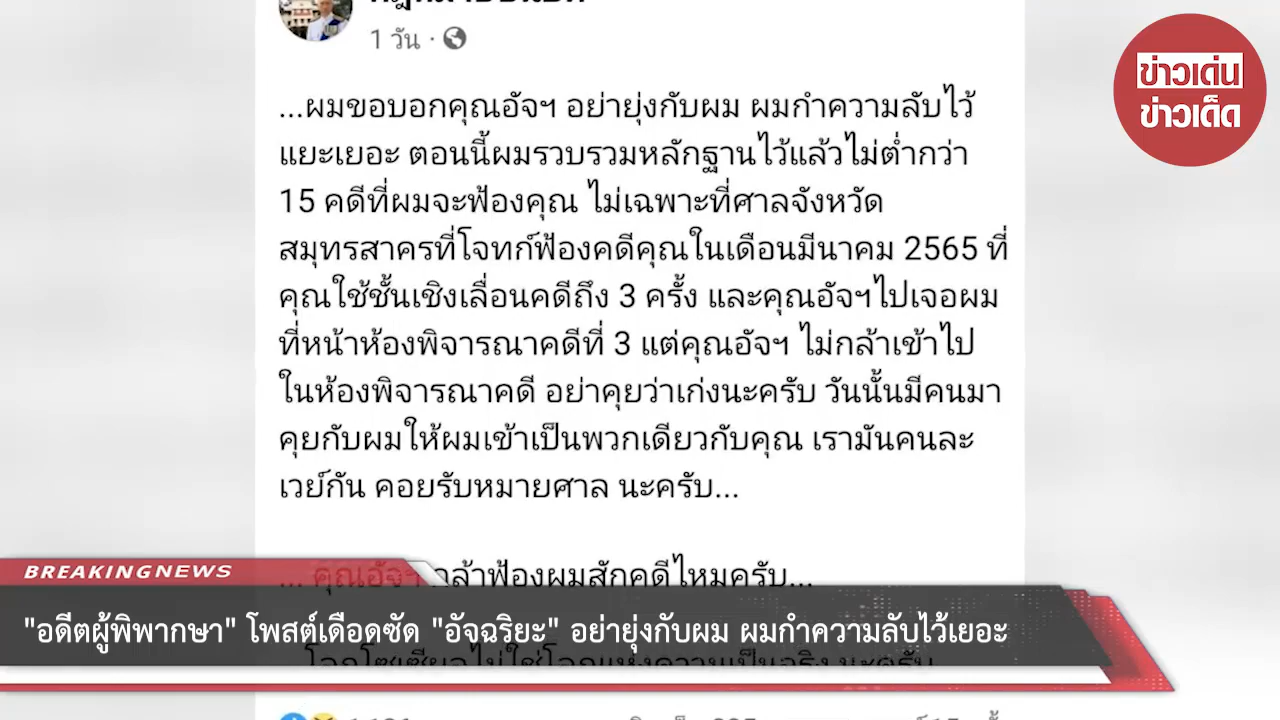 1 วัน ·
ข่าวเด่น
ข่าวเด็ด
...ผมขอบอกคุณอัจฯ อย่ายุ่งกับผม ผมกำความลับไว้
แยะเยอะ ตอนนี้ผมรวบรวมหลักฐานไว้แล้วไม่ต่ำกว่า
15 คดีที่ผมจะฟ้องคุณ ไม่เฉพาะที่ศาลจังหวัด
สมุทรสาครที่โจทก์ฟ้องคดีคุณในเดือนมีนาคม 2565 ที่
คุณใช้ชั้นเชิงเลื่อนคดีถึง 3 ครั้ง และคุณอัจฯไปเจอผม
ที่หน้าห้องพิจารณาคดีที่ 3 แต่คุณอัจฯ ไม่กล้าเข้าไป
ในห้องพิจารณาคดี อย่าคุยว่าเก่งนะครับ วันนั้นมีคนมา
คุยกับผมให้ผมเข้าเป็นพวกเดียวกับคุณ เรามันคนละ
เวย์กัน คอยรับหมายศาล นะครับ...
... คุณอัจฯ กล้าฟ้องผมสักคดีไหมครับ...
BREAKINGNEWS
"อดีตผู้พิพากษา" โพสต์เดือดซัด "อัจฉริยะ" อย่ายุ่งกับผม ผมกำความลับไว้เยอะ